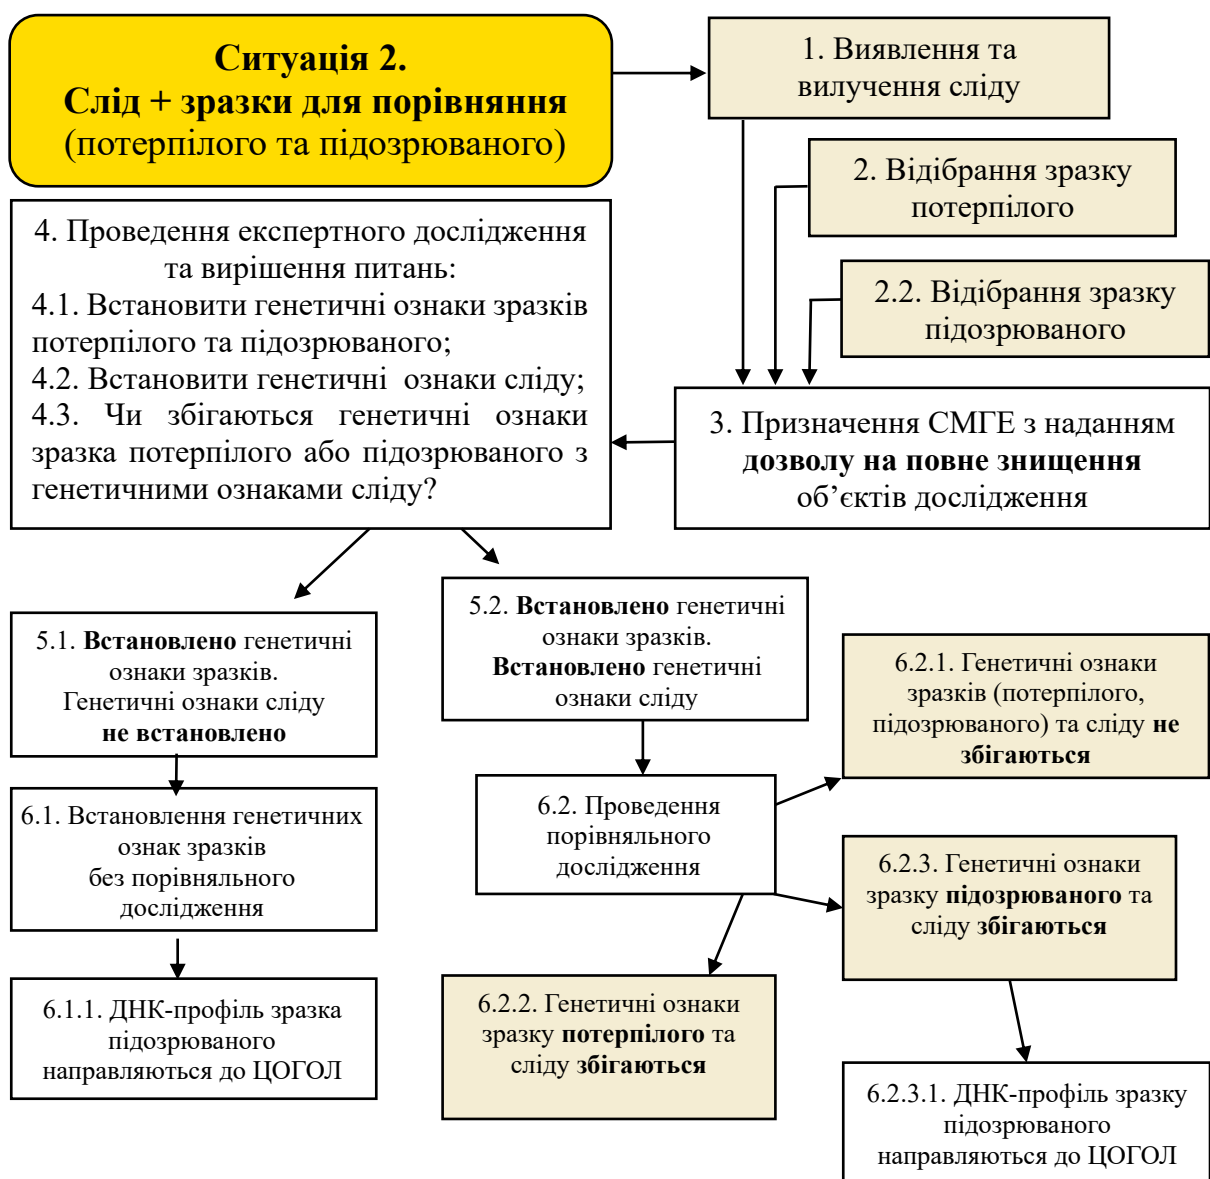 Ситуація 2.
Слід + зразки для порівняння
(потерпілого та підозрюваного)
1. Виявлення та
вилучення сліду
2. Відібрання зразку
потерпілого
2.2. Відібрання зразку
підозрюваного
3. Призначення СМГЕ з наданням
дозволу на повне знищення
об’єктів дослідження
4. Проведення експертного дослідження
та вирішення питань:
4.1. Встановити генетичні ознаки зразків
потерпілого та підозрюваного;
4.2. Встановити генетичні ознаки сліду;
4.3. Чи збігаються генетичні ознаки
зразка потерпілого або підозрюваного з
генетичними ознаками сліду?
5.1. Встановлено генетичні
ознаки зразків.
Генетичні ознаки сліду
не встановлено
5.2. Встановлено генетичні
ознаки зразків.
Встановлено генетичні
ознаки сліду
6.1. Встановлення генетичних
ознак зразків
без порівняльного
дослідження
6.1.1. ДНК-профіль зразка
підозрюваного
направляються до ЦОГОЛ
6.2. Проведення
порівняльного
дослідження
6.2.1. Генетичні ознаки
зразків (потерпілого,
підозрюваного) та сліду не
збігаються
6.2.2. Генетичні ознаки
зразку потерпілого та
сліду збігаються
6.2.3. Генетичні ознаки
зразку підозрюваного та
сліду збігаються
6.2.3.1. ДНК-профіль зразку
підозрюваного
направляються до ЦОГОЛ